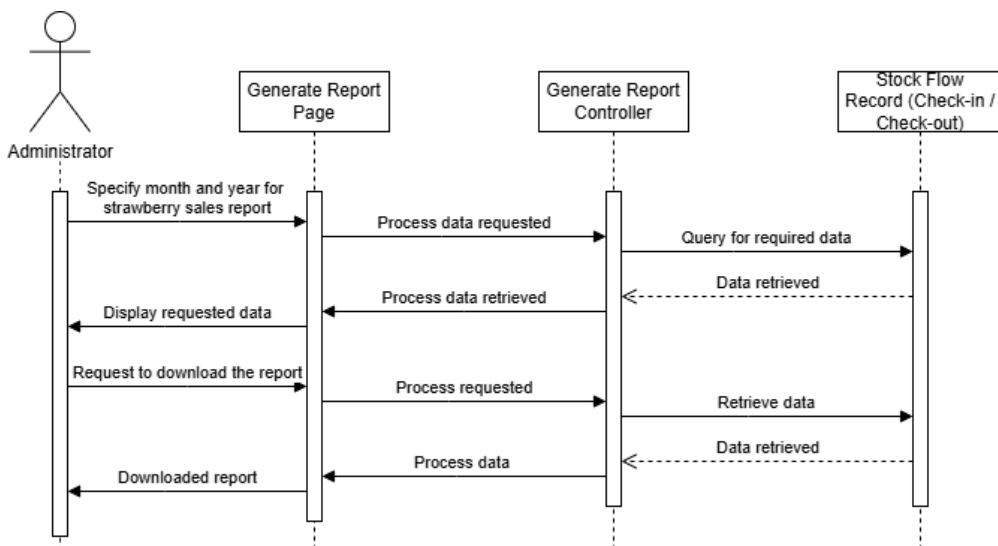 Administrator
Generate Report
Page
Generate Report
Controller
Stock Flow
Record (Check-in /
Check-out)
Specify month and year for
strawberry sales report
Process data requested
Query for required data
Data retrieved
Process data retrieved
Display requested data
Request to download the report
Process requested
Retrieve data
Data retrieved
Process data
Downloaded report